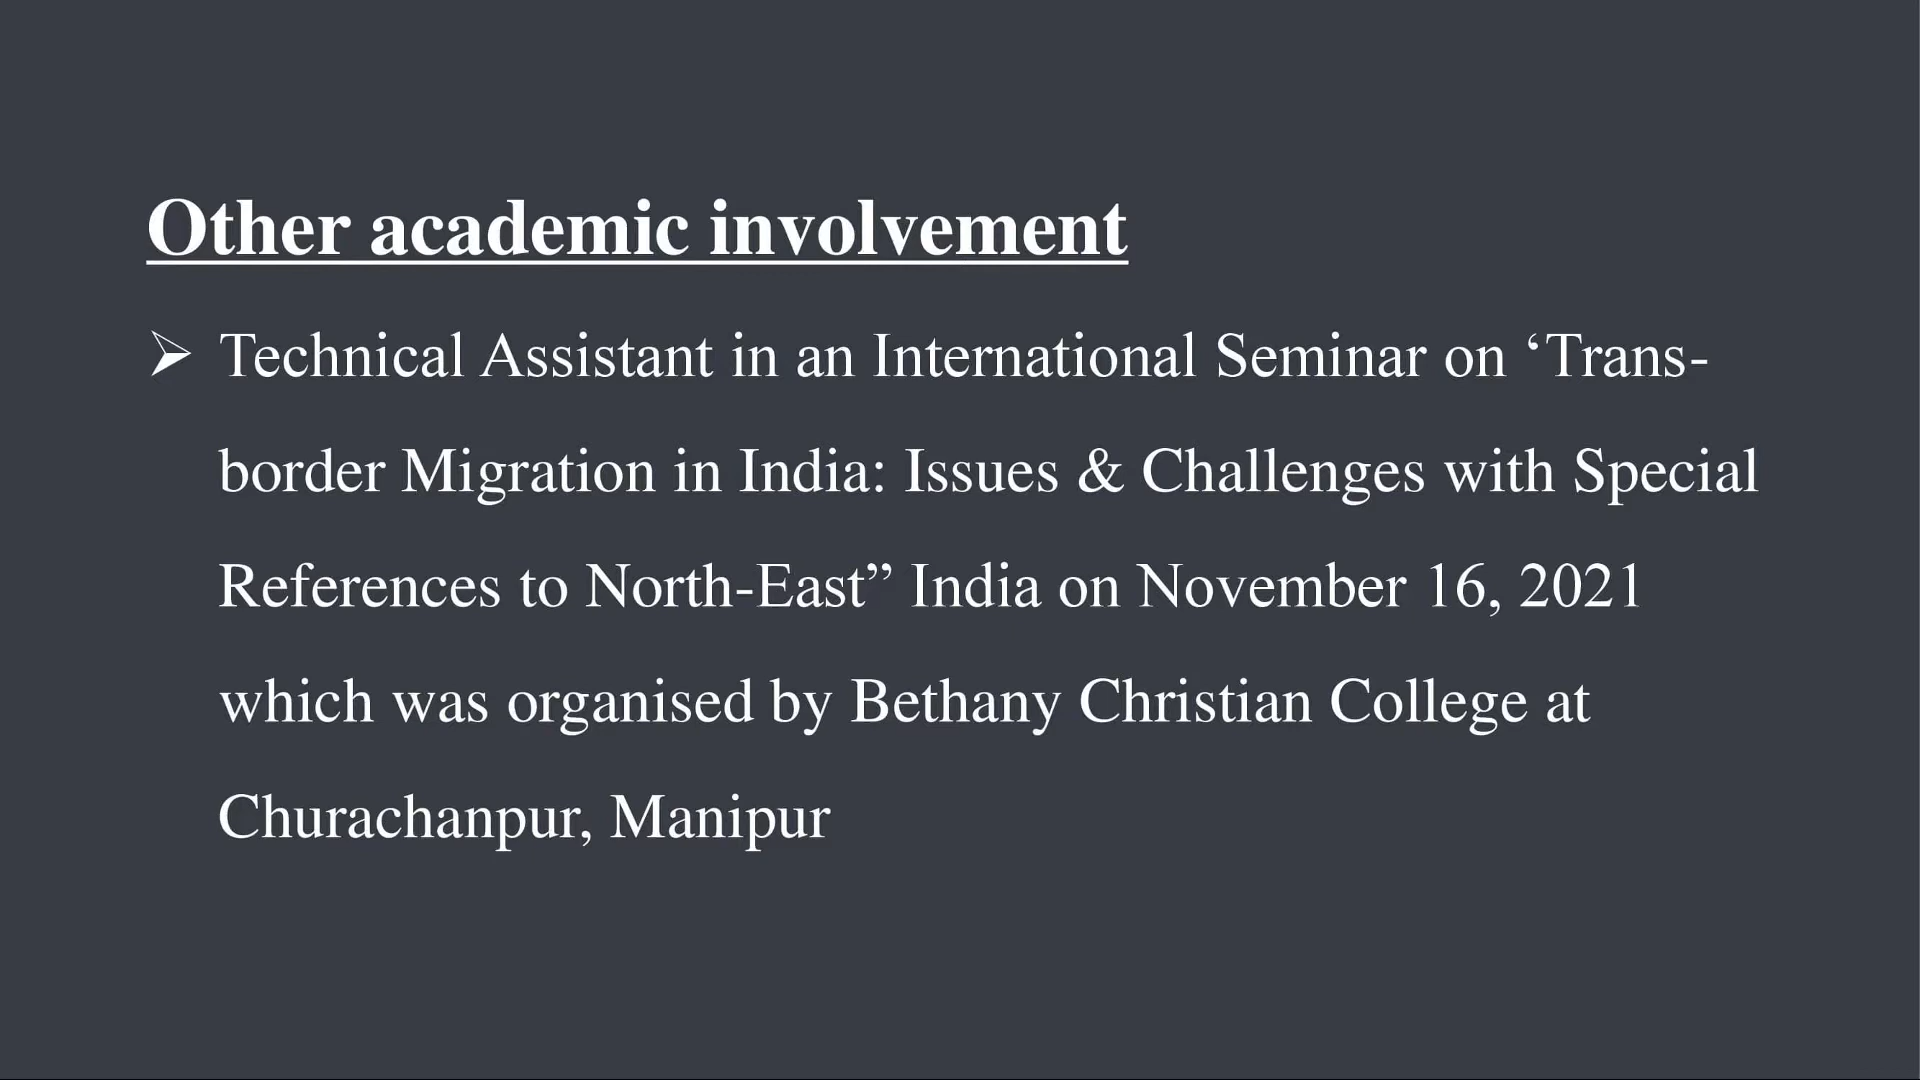 Other academic involvement
➢ Technical Assistant in an International Seminar on ‘Trans-
border Migration in India: Issues & Challenges with Special
References to North-East” India on November 16, 2021
which was organised by Bethany Christian College at
Churachanpur, Manipur